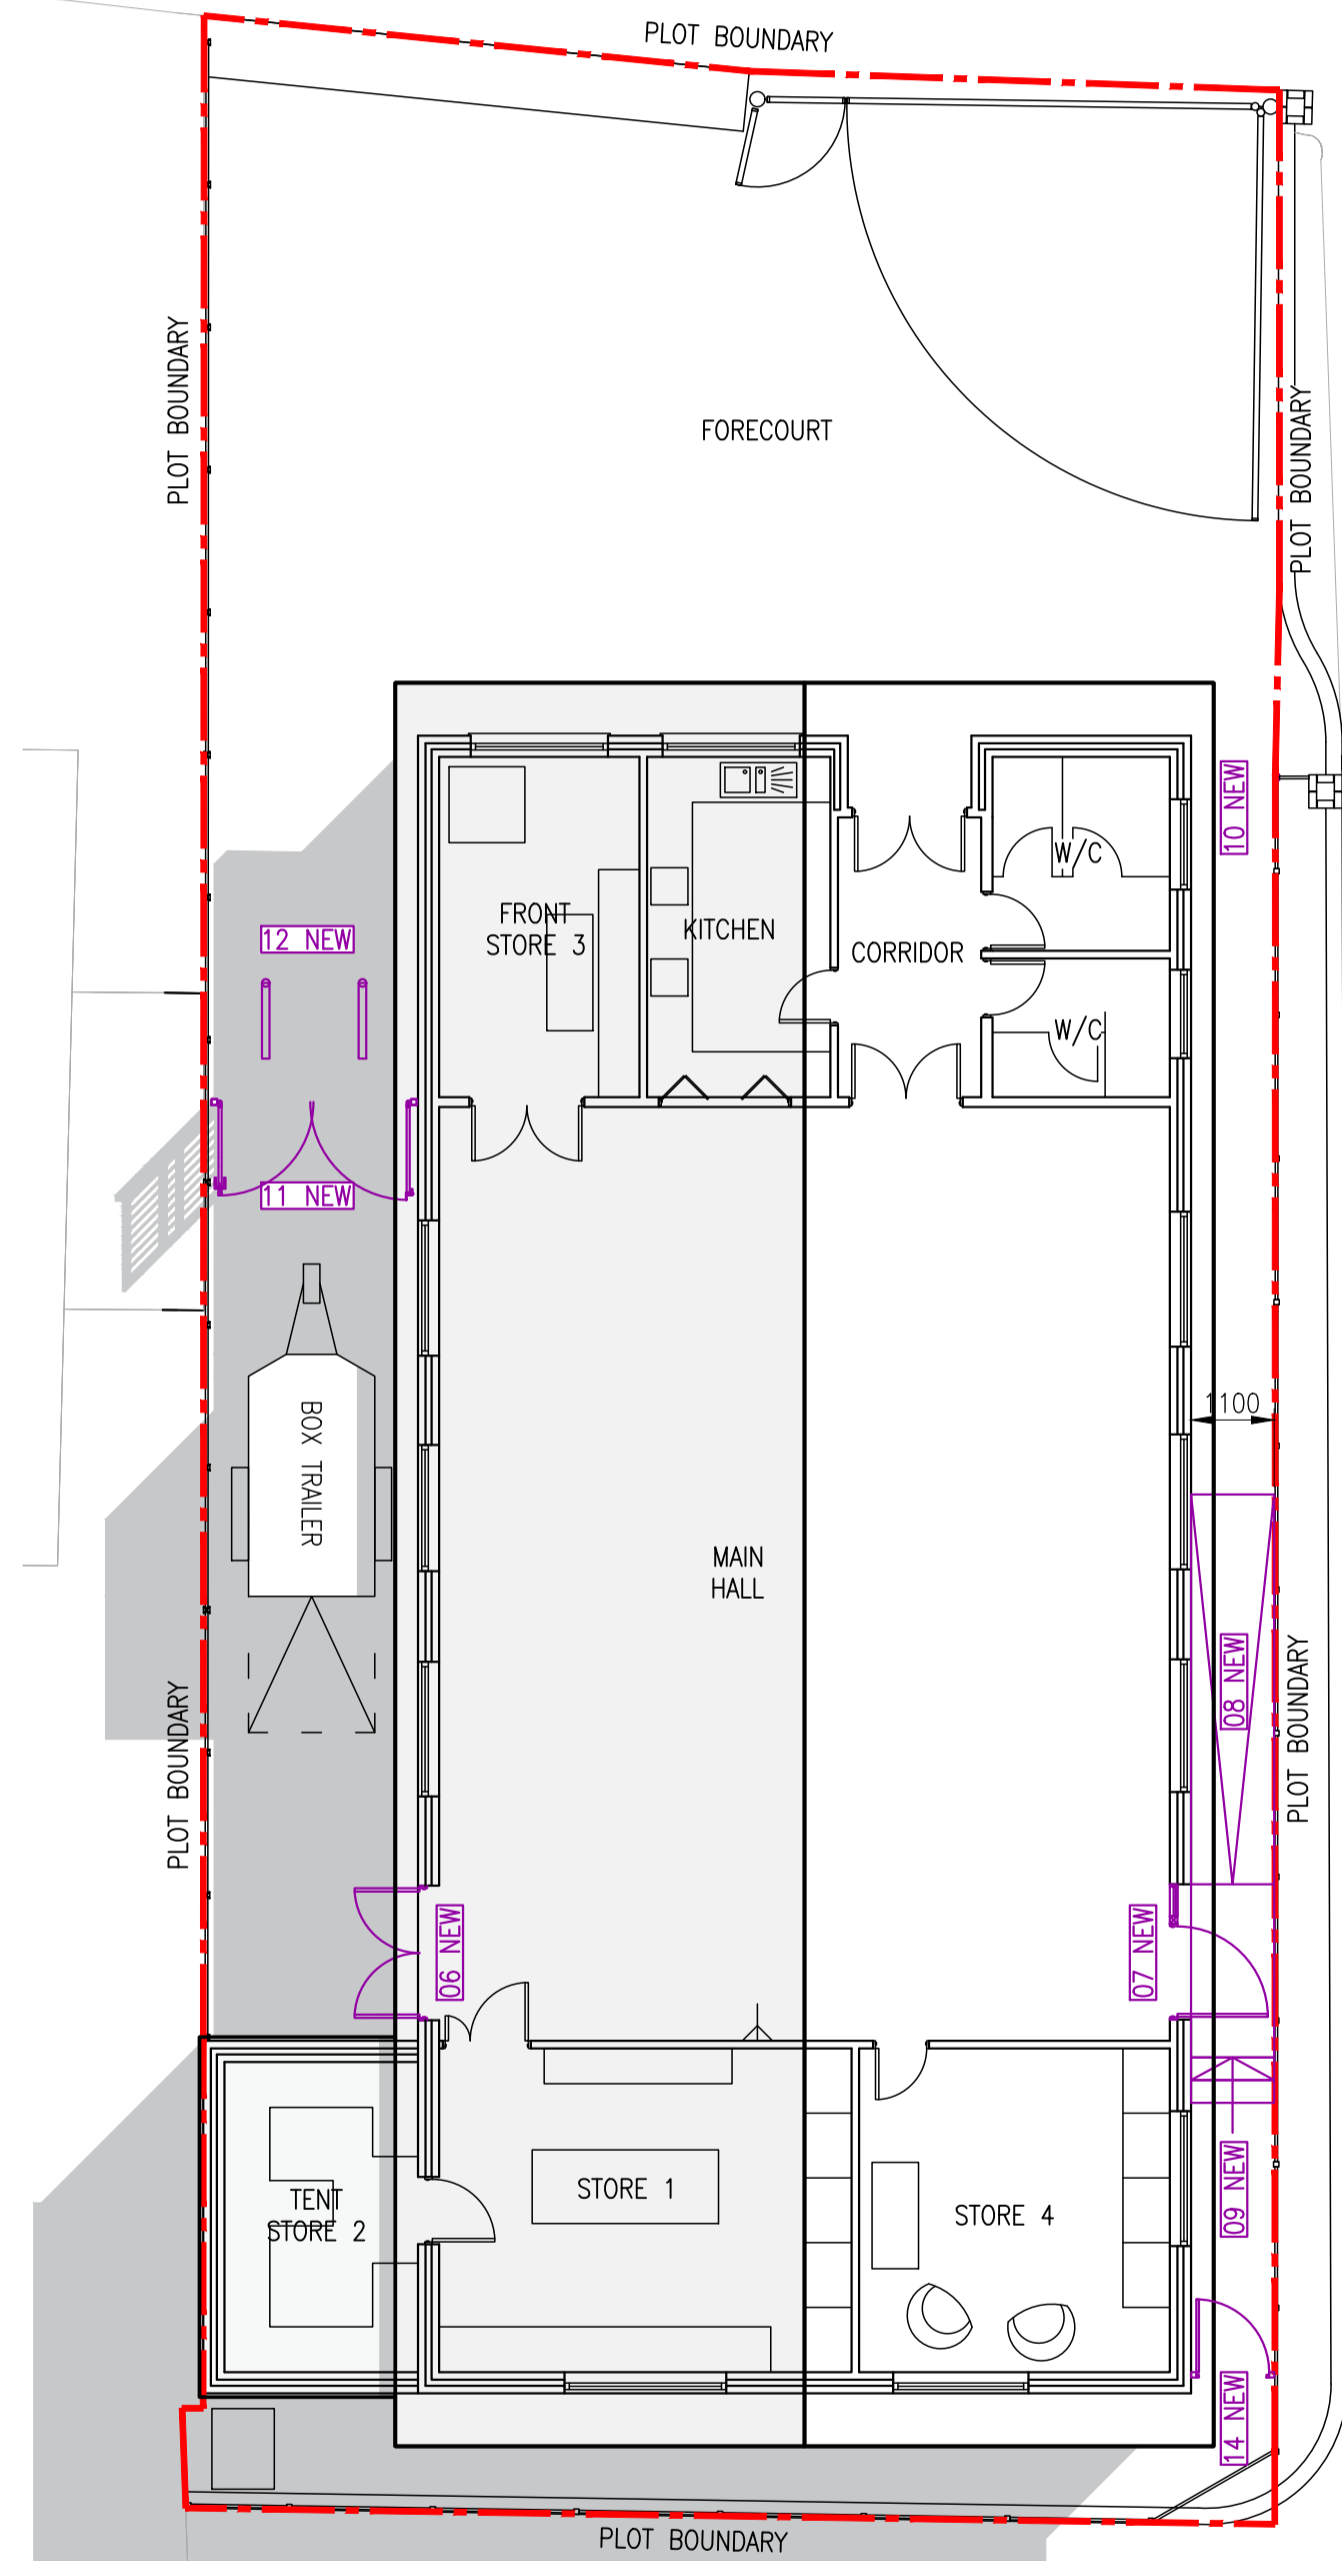 PLOT BOUNDARY
PLOT BOUNDARY
PLOT BOUNDARY
FORECOURT
10 NEW
W/C
FRONT
STORE 3
KITCHEN
CORRIDOR
12 NEW
W/C
11 NEW
1100
BOX TRAILER
MAIN
HALL
08 NEW
PLOT BOUNDARY
PLOT BOUNDARY
06 NEW
07 NEW
STORE 1
TENT
STORE 2
STORE 4
09 NEW
14 NEW
PLOT BOUNDARY